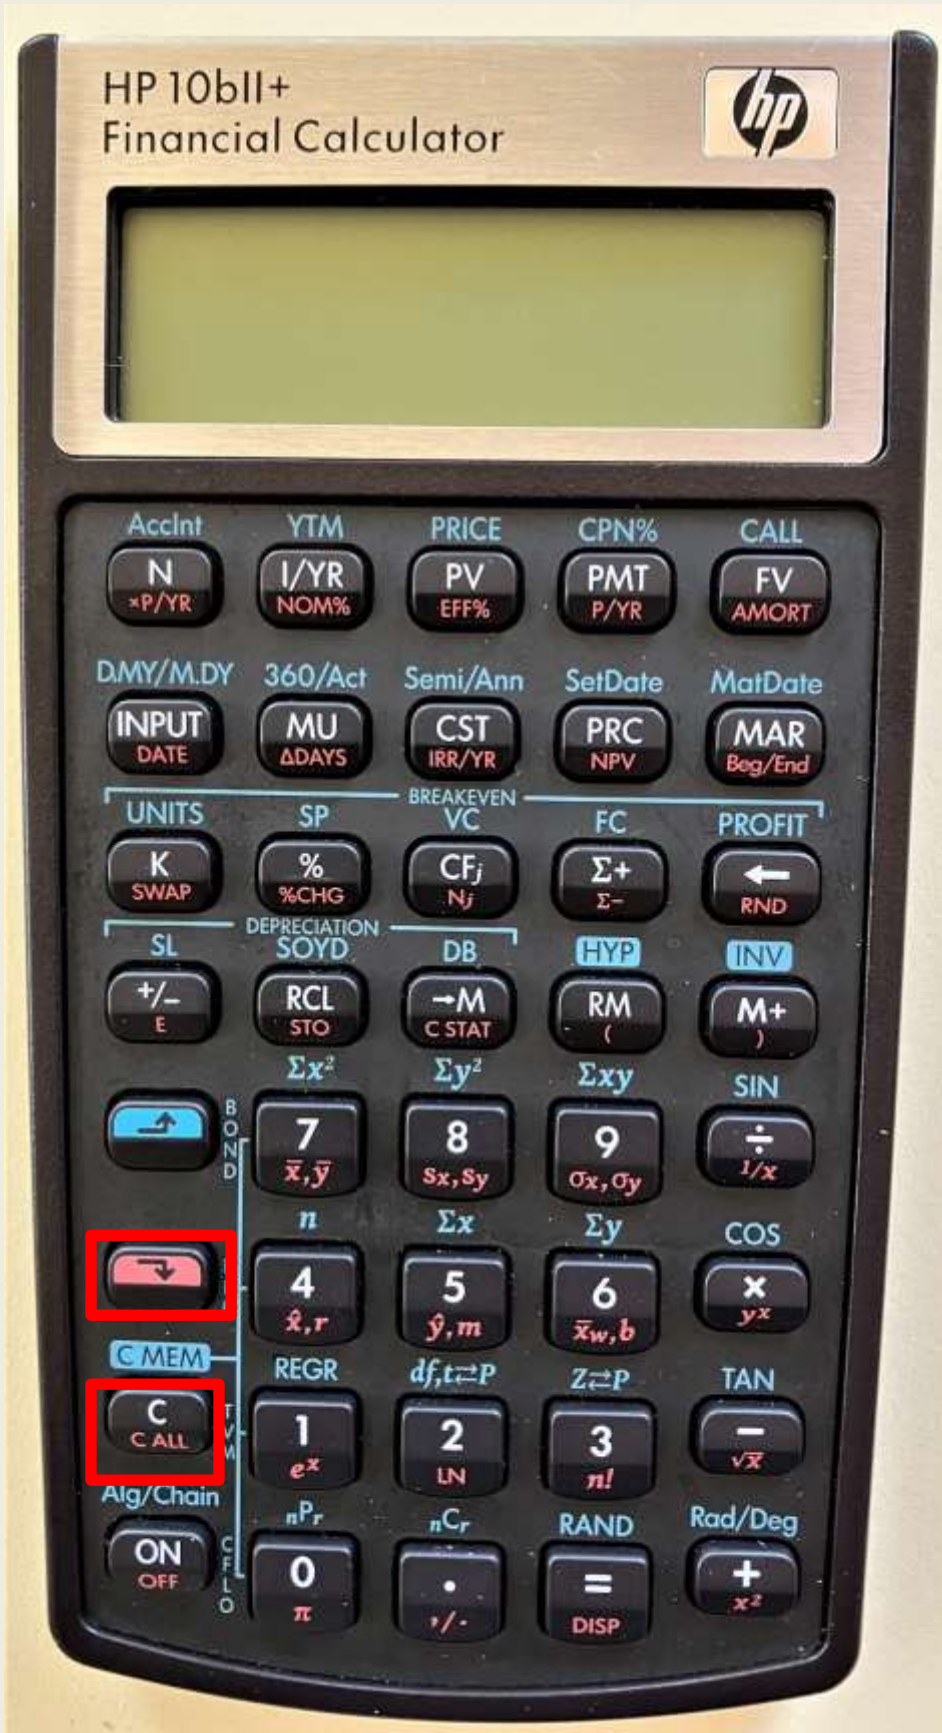 HP 10bII+
Financial Calculator
hp
AccInt YTM PRICE CPN% CALL
N I/YR PV PMT FV
×P/YR NOM% EFF% P/YR AMORT
D.MY/M.DY 360/Act Semi/Ann SetDate MatDate
INPUT MU CST PRC MAR
DATE ΔDAYS IRR/YR NPV Beg/End
BREAKEVEN
UNITS SP VC FC PROFIT
K % CFj Σ+ ←
SWAP %CHG Nj Σ− RND
DEPRECIATION
SL SOYD DB HYP INV
+/− RCL →M RM M+
E STO C STAT ( )
Σx² Σy² Σxy SIN
BOND
7 8 9 ÷
x̄,ȳ Sx,Sy σx,σy 1/x
n Σx Σy COS
4 5 6 ×
x̂,r ŷ,m x̄w,b yˣ
C MEM REGR df,t⇄P Z⇄P TAN
C 1 2 3 −
C ALL eˣ LN n! √x
TVM
Alg/Chain nPr nCr RAND Rad/Deg
ON 0 . = +
OFF π ,/. DISP x²
CFLO